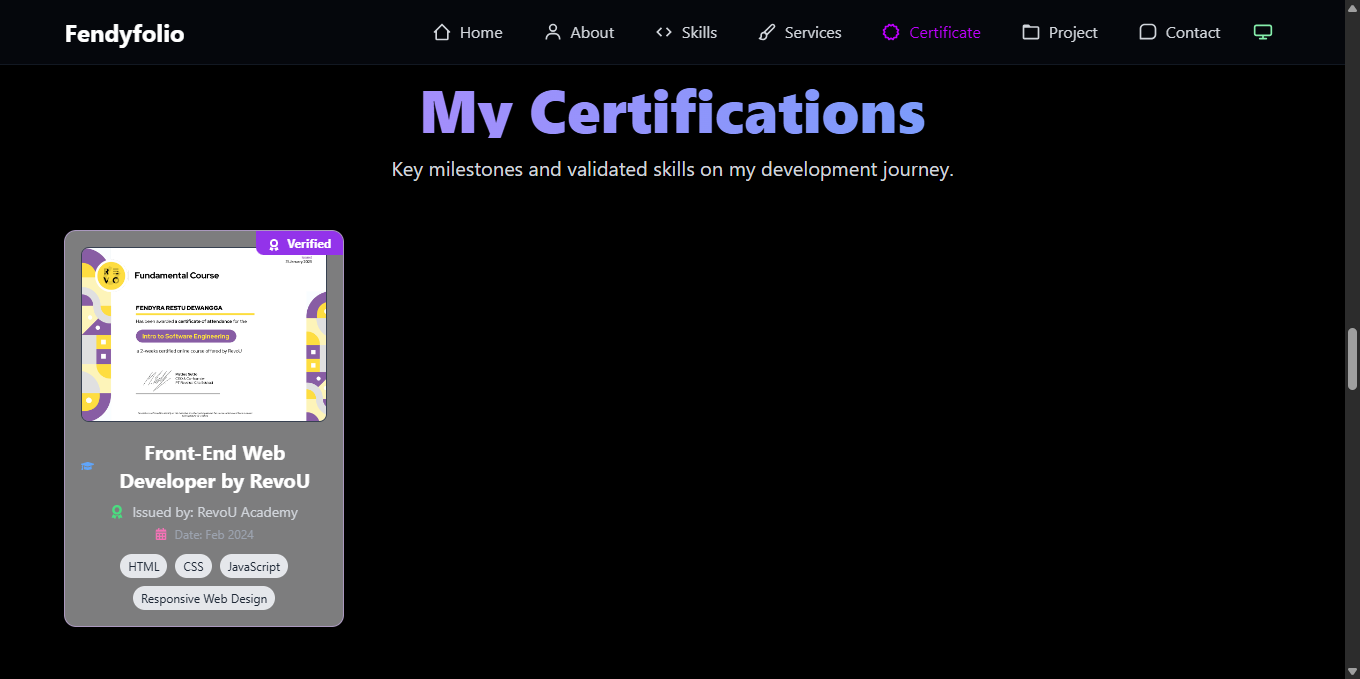 Fendyfolio
Home
About
Skills
Services
Certificate
Project
Contact
My Certifications
Key milestones and validated skills on my development journey.
Verified
Fundamental Course
FENDYRA RESTU DEWANGGA
Has been awarded a certificate of attendance for the
Intro to Software Engineering
a 2-weeks certified online course offered by RevoU
Front-End Web
Developer by RevoU
Issued by: RevoU Academy
Date: Feb 2024
HTML
CSS
JavaScript
Responsive Web Design